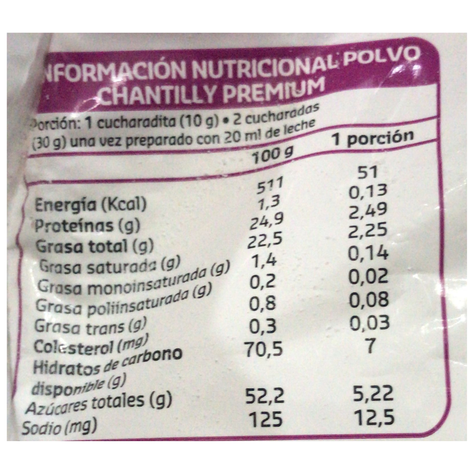 NFORMACIÓN NUTRICIONAL POLVO
CHANTILLY PREMIUM
Porción: 1 cucharadita (10 g) • 2 cucharadas
(30 g) una vez preparado con 20 ml de leche
100 g 1 porción
Energía (Kcal) 511 51
Proteínas (g) 1,3 0,13
Grasa total (g) 24,9 2,49
Grasa saturada (g) 22,5 2,25
Grasa monoinsaturada (g) 1,4 0,14
Grasa poliinsaturada (g) 0,2 0,02
Grasa trans (g) 0,8 0,08
Colesterol (mg) 0,3 0,03
Hidratos de carbono 70,5 7
disponible (g)
Azúcares totales (g) 52,2 5,22
Sodio (mg) 125 12,5